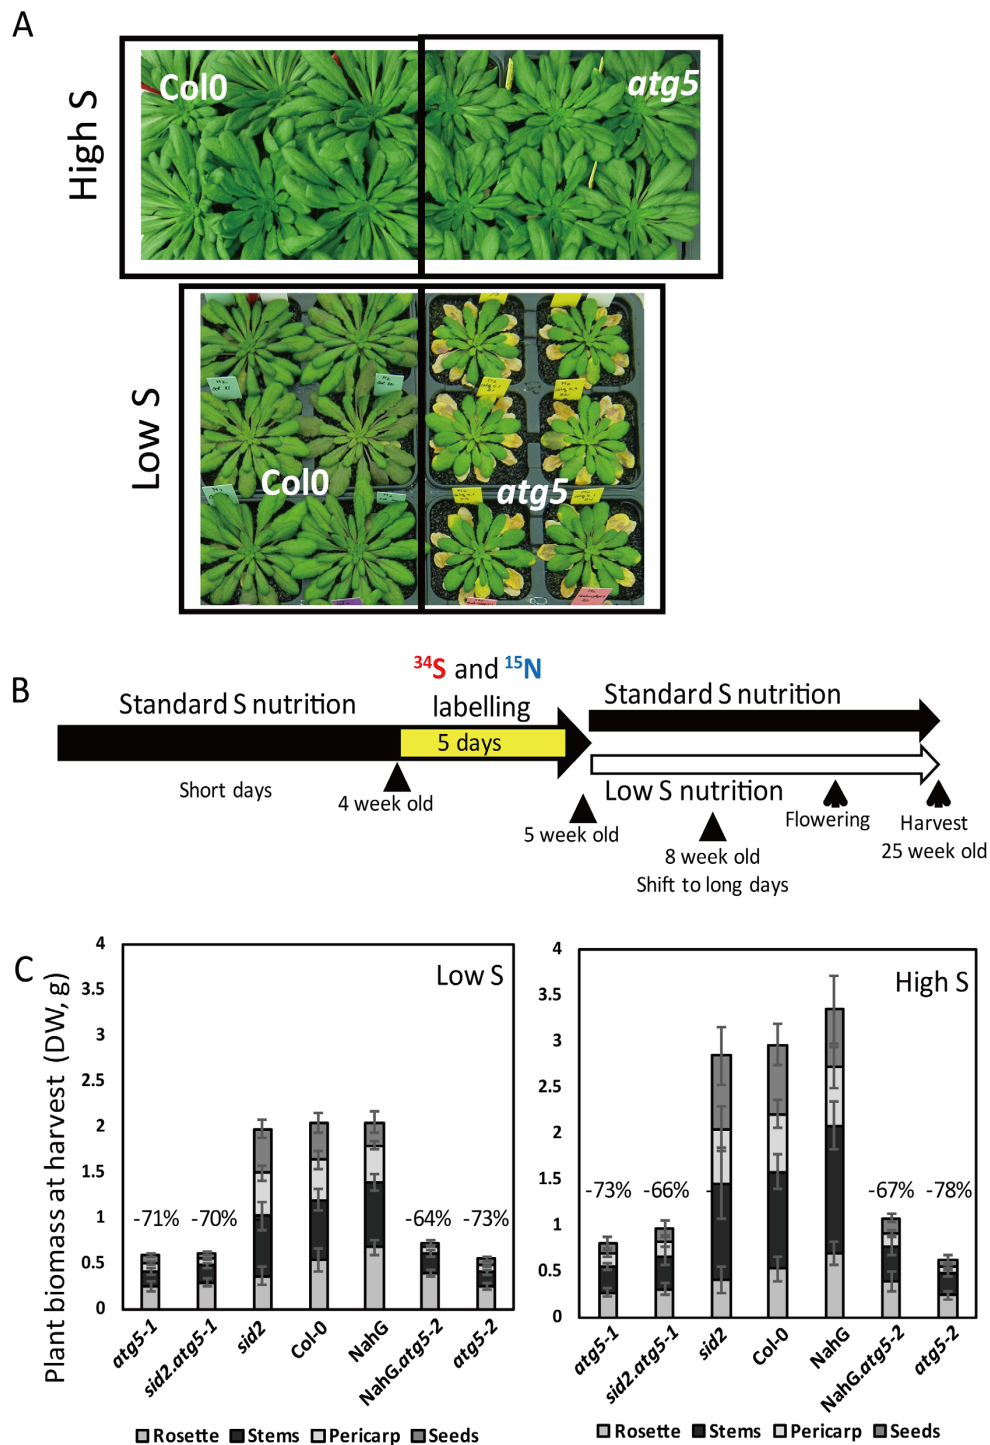 A
High S
Col0
atg5
Low S
Col0
atg5
B
34S and 15N
labelling
Standard S nutrition
5 days
Standard S nutrition
Short days
4 week old
Low S nutrition
5 week old
8 week old
Shift to long days
Flowering
Harvest
25 week old
C
Plant biomass at harvest (DW, g)
Low S
4
3.5
3
2.5
2
1.5
1
0.5
0
-71%
-70%
-64%
-73%
atg5-1
sid2.atg5-1
sid2
Col-0
NahG
NahG.atg5-2
atg5-2
Rosette Stems Pericarp Seeds
High S
4
3.5
3
2.5
2
1.5
1
0.5
0
-73%
-66%
-
-67%
-78%
atg5-1
sid2.atg5-1
sid2
Col-0
NahG
NahG.atg5-2
atg5-2
Rosette Stems Pericarp Seeds